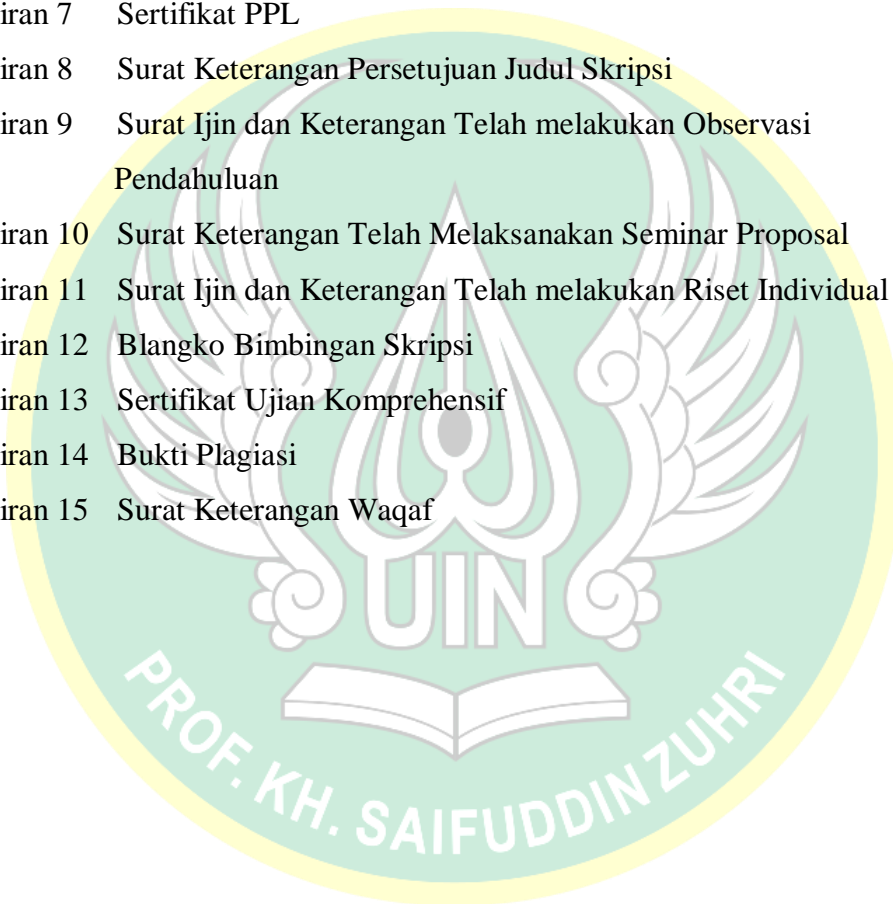 iran 7 Sertifikat PPL
iran 8 Surat Keterangan Persetujuan Judul Skripsi
iran 9 Surat Ijin dan Keterangan Telah melakukan Observasi
Pendahuluan
iran 10 Surat Keterangan Telah Melaksanakan Seminar Proposal
iran 11 Surat Ijin dan Keterangan Telah melakukan Riset Individual
iran 12 Blangko Bimbingan Skripsi
iran 13 Sertifikat Ujian Komprehensif
iran 14 Bukti Plagiasi
iran 15 Surat Keterangan Waqaf
UIN
PROF. KH. SAIFUDDIN ZUHRI